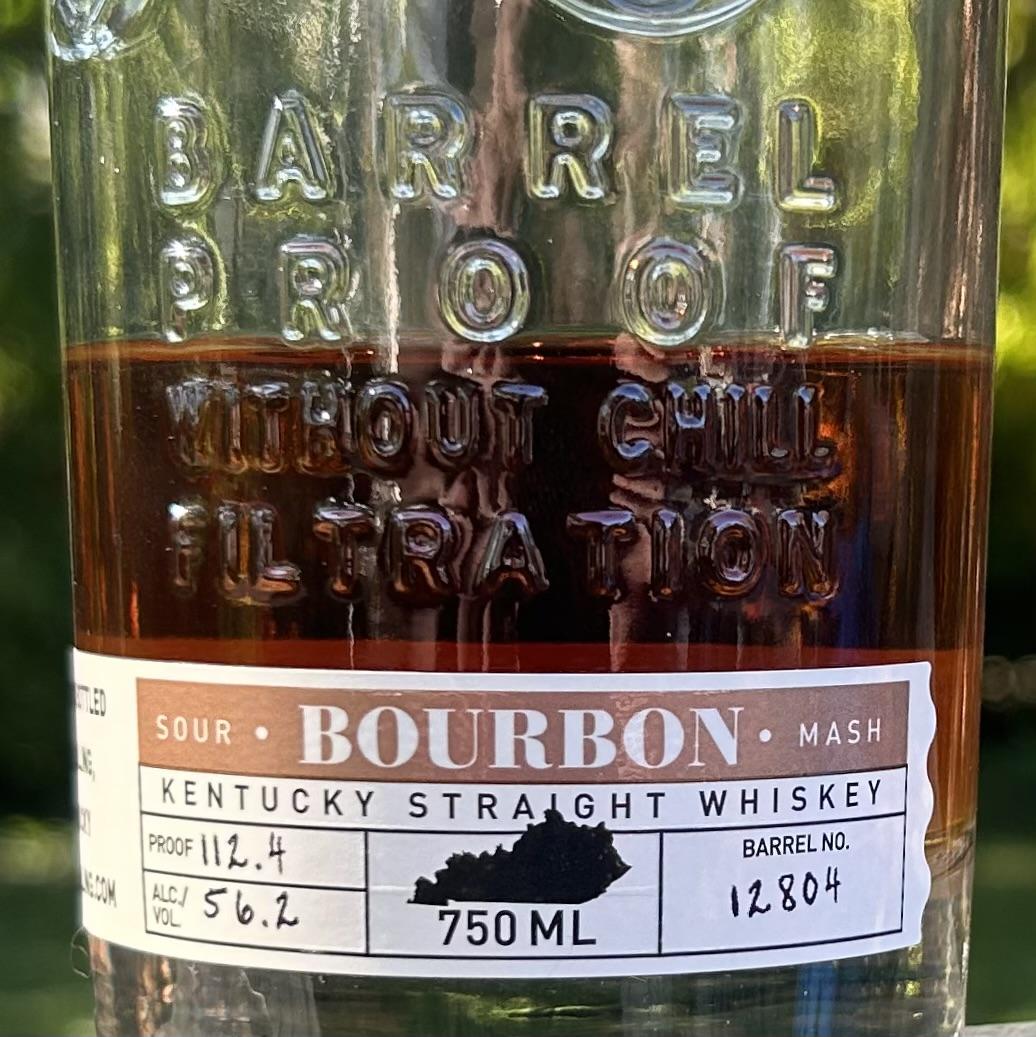 BARREL
PROOF
WITHOUT CHILL
FILTRATION
SOUR • BOURBON • MASH
KENTUCKY STRAIGHT WHISKEY
PROOF 112.4
ALC./
VOL. 56.2
750 ML
BARREL NO.
12804